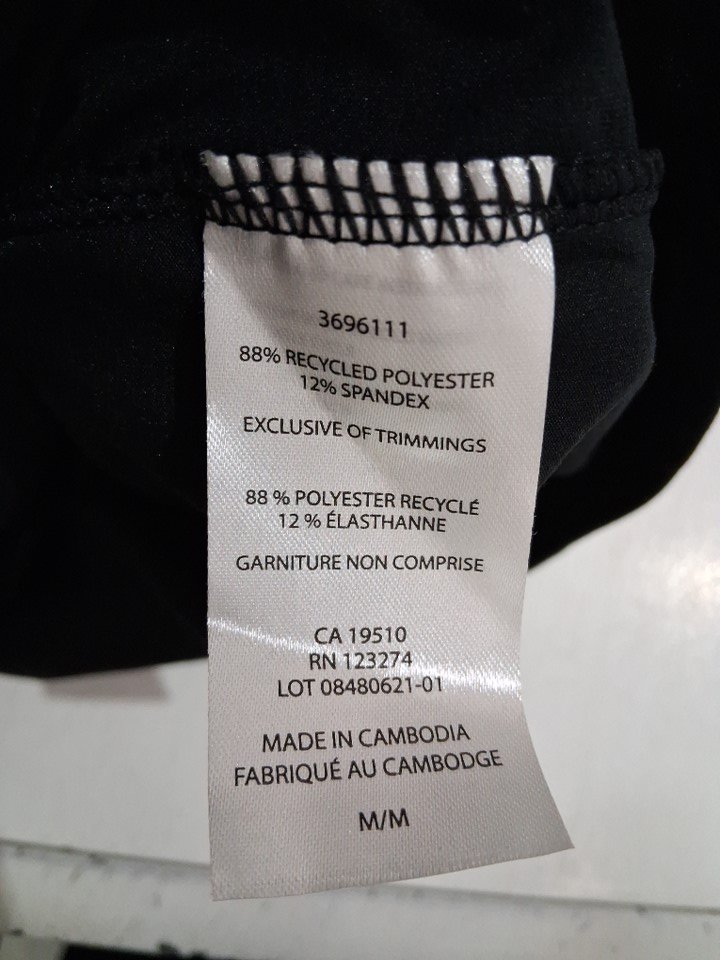 3696111
88% RECYCLED POLYESTER
12% SPANDEX
EXCLUSIVE OF TRIMMINGS
88 % POLYESTER RECYCLÉ
12 % ÉLASTHANNE
GARNITURE NON COMPRISE
CA 19510
RN 123274
LOT 08480621-01
MADE IN CAMBODIA
FABRIQUÉ AU CAMBODGE
M/M